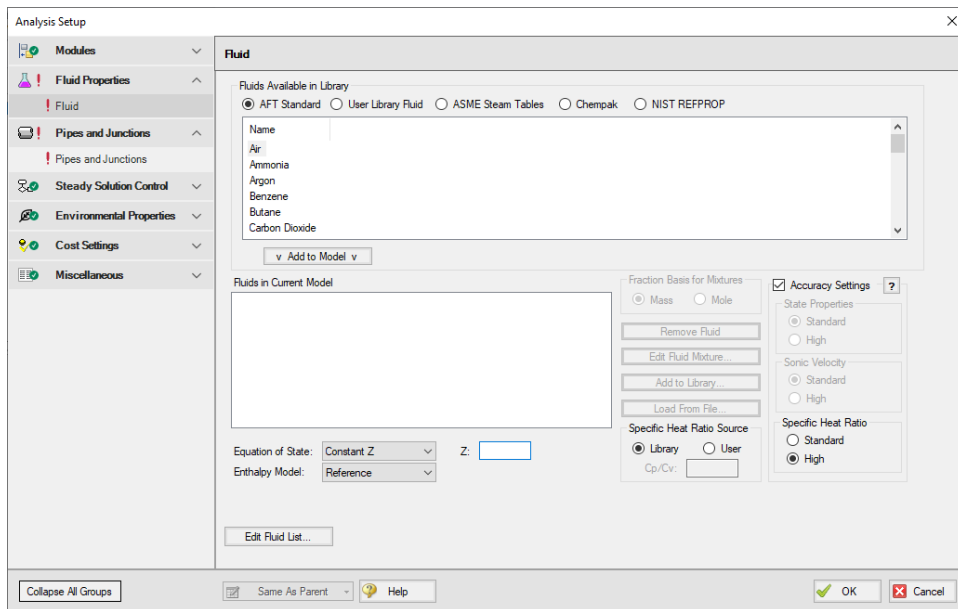 Analysis Setup
Modules
Fluid Properties
Fluid
Pipes and Junctions
Pipes and Junctions
Steady Solution Control
Environmental Properties
Cost Settings
Miscellaneous
Collapse All Groups
Fluid
Fluids Available in Library
AFT Standard User Library Fluid ASME Steam Tables Chempak NIST REFPROP
Name
Air
Ammonia
Argon
Benzene
Butane
Carbon Dioxide
v Add to Model v
Fluids in Current Model
Fraction Basis for Mixtures
Mass Mole
Remove Fluid
Edit Fluid Mixture...
Add to Library...
Load From File...
Specific Heat Ratio Source
Library User
Cp/Cv:
Accuracy Settings ?
State Properties
Standard
High
Sonic Velocity
Standard
High
Specific Heat Ratio
Standard
High
Equation of State: Constant Z Z:
Enthalpy Model: Reference
Edit Fluid List...
Same As Parent Help OK Cancel